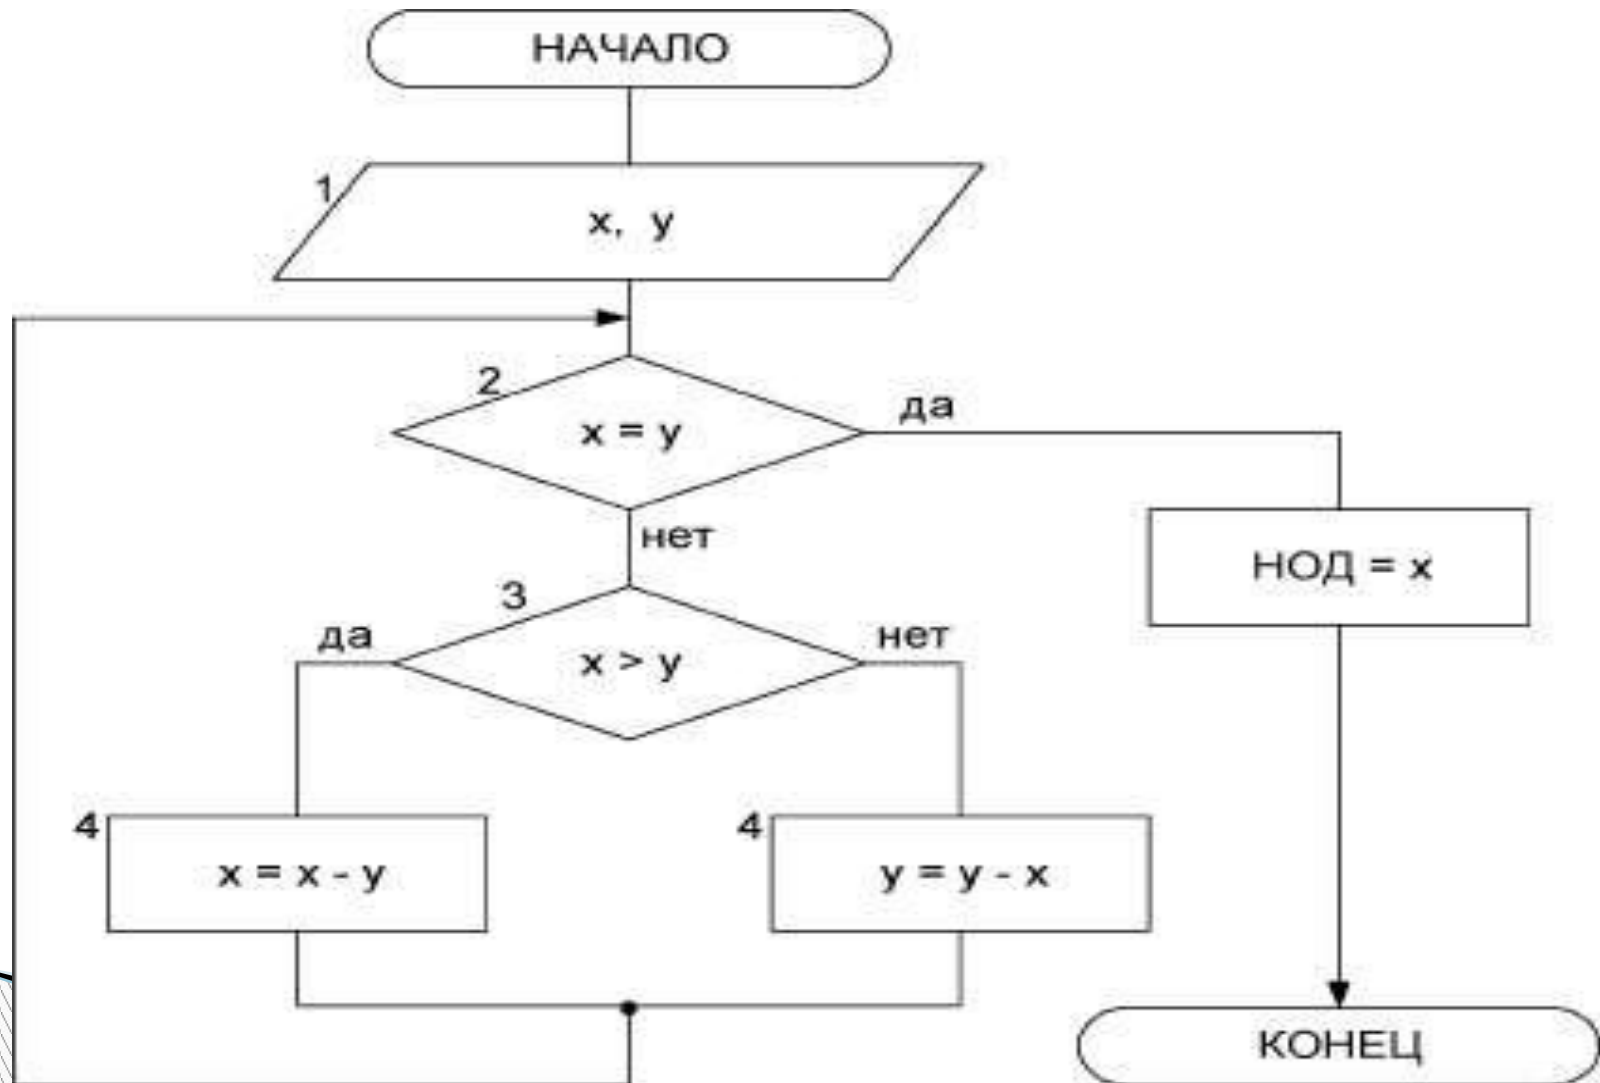 НАЧАЛО
1
x, y
2
x = y
да
нет
НОД = x
3
да
x > y
нет
4
x = x - y
4
y = y - x
КОНЕЦ